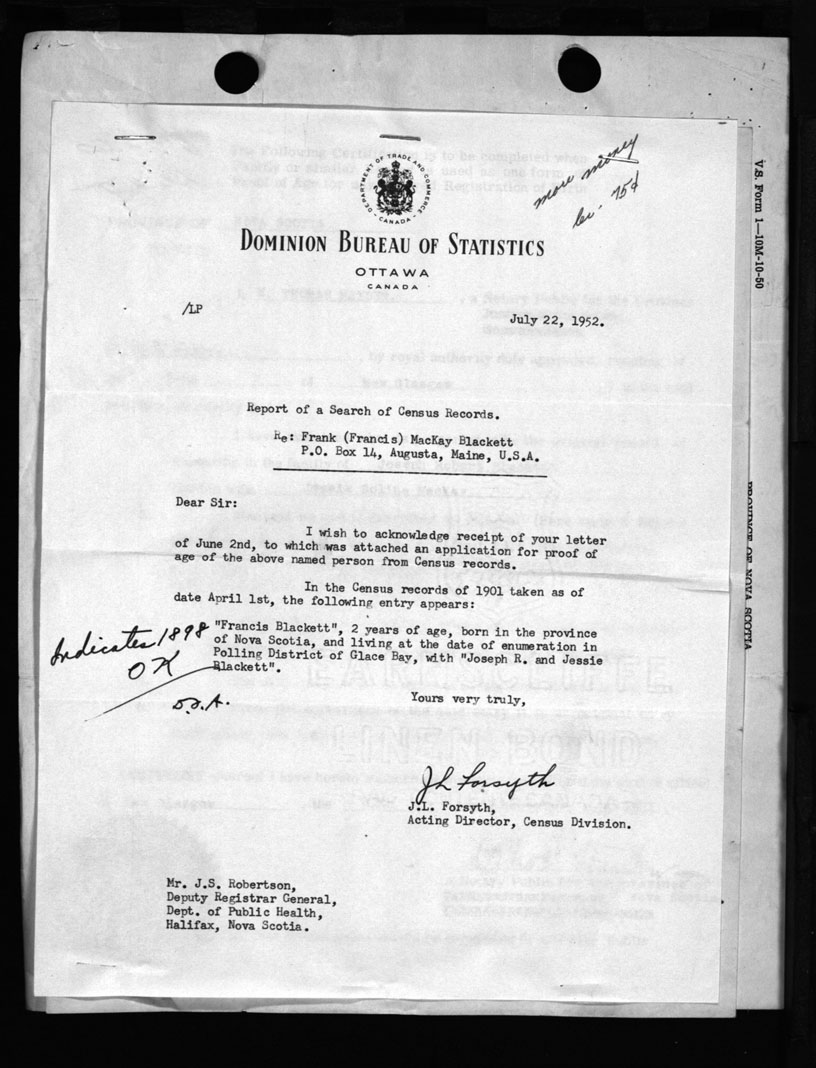 more money
75¢
DEPARTMENT OF TRADE AND COMMERCE
CANADA
DOMINION BUREAU OF STATISTICS
OTTAWA
CANADA
/LP
July 22, 1952.
V.S. Form 1—10M-10-50
Report of a Search of Census Records.
Re: Frank (Francis) MacKay Blackett
P.O. Box 14, Augusta, Maine, U.S.A.
Dear Sir:
I wish to acknowledge receipt of your letter
of June 2nd, to which was attached an application for proof of
age of the above named person from Census records.
In the Census records of 1901 taken as of
date April 1st, the following entry appears:
"Francis Blackett", 2 years of age, born in the province
of Nova Scotia, and living at the date of enumeration in
Polling District of Glace Bay, with "Joseph R. and Jessie
Blackett".
Indicates 1898
OK
Yours very truly,
J L Forsyth
J.L. Forsyth,
Acting Director, Census Division.
Mr. J.S. Robertson,
Deputy Registrar General,
Dept. of Public Health,
Halifax, Nova Scotia.
PROVINCE OF NOVA SCOTIA
LINEN BOND